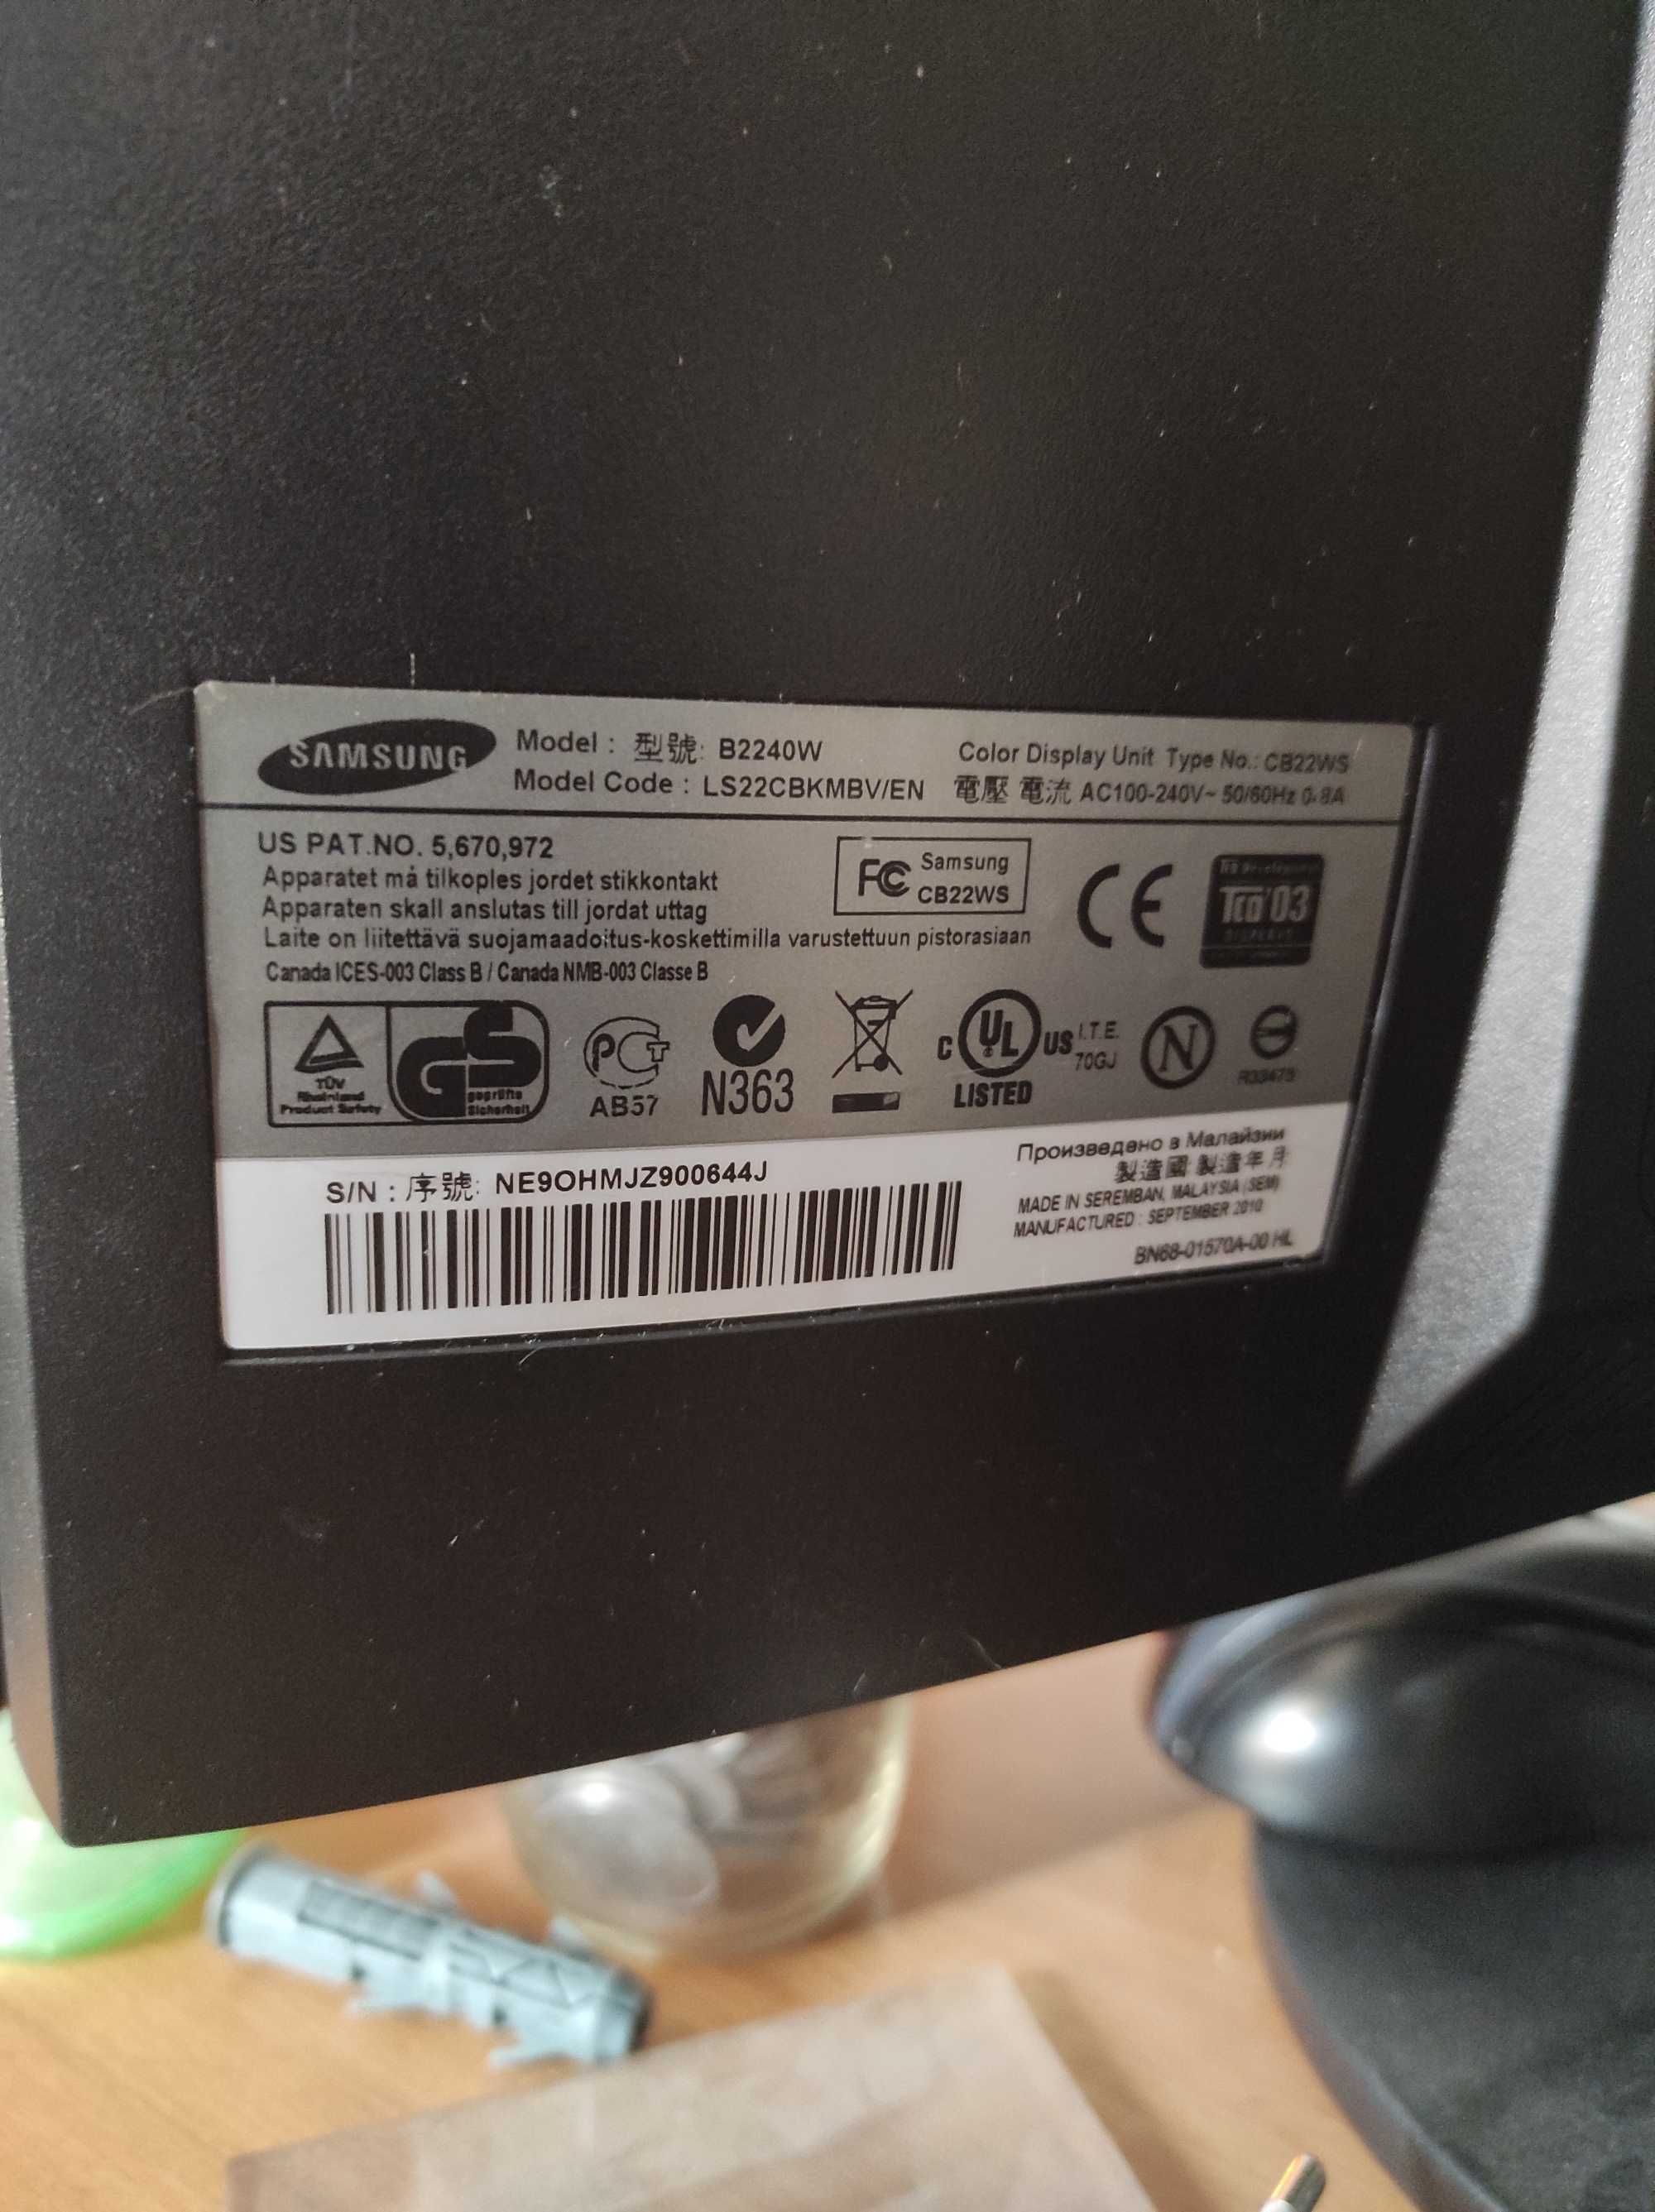 SAMSUNG
Model : 型號: B2240W
Model Code : LS22CBKMBV/EN
Color Display Unit Type No.: CB22WS
電壓 電流 AC100-240V~ 50/60Hz 0.8A
US PAT.NO. 5,670,972
Apparatet må tilkoples jordet stikkontakt
Apparaten skall anslutas till jordat uttag
Laite on liitettävä suojamaadoitus-koskettimilla varustettuun pistorasiaan
Canada ICES-003 Class B / Canada NMB-003 Classe B
FC Samsung
CB22WS
CE
TCO'03
DISPLAYS
TÜV
Rheinland
Product Safety
GS
geprüfte
Sicherheit
РСТ
АВ57
N363
C UL US I.T.E.
70GJ
LISTED
N
R33475
S/N : 序號: NE9OHMJZ900644J
Произведено в Малайзии
製造國 製造年月
MADE IN SEREMBAN, MALAYSIA (SEM)
MANUFACTURED : SEPTEMBER 2010
BN68-01570A-00 HL